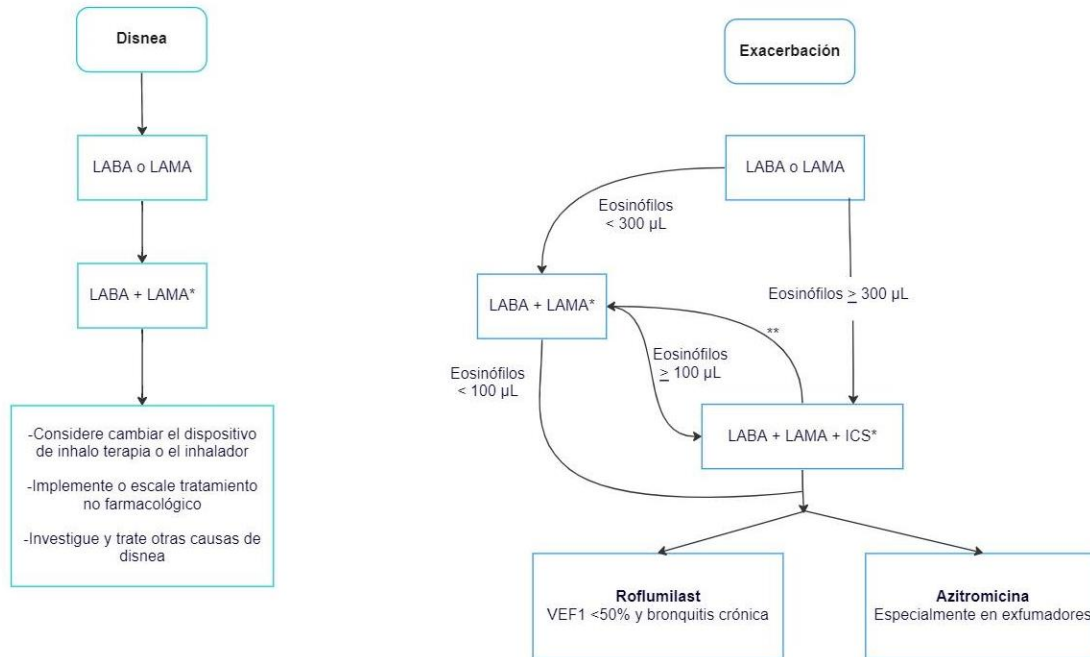 Disnea
LABA o LAMA
LABA + LAMA*
-Considere cambiar el dispositivo
de inhalo terapia o el inhalador
-Implemente o escale tratamiento
no farmacológico
-Investigue y trate otras causas de
disnea
Exacerbación
LABA o LAMA
Eosinófilos
< 300 µL
Eosinófilos ≥ 300 µL
LABA + LAMA*
**
Eosinófilos
≥ 100 µL
Eosinófilos
< 100 µL
LABA + LAMA + ICS*
Roflumilast
VEF1 <50% y bronquitis crónica
Azitromicina
Especialmente en exfumadores